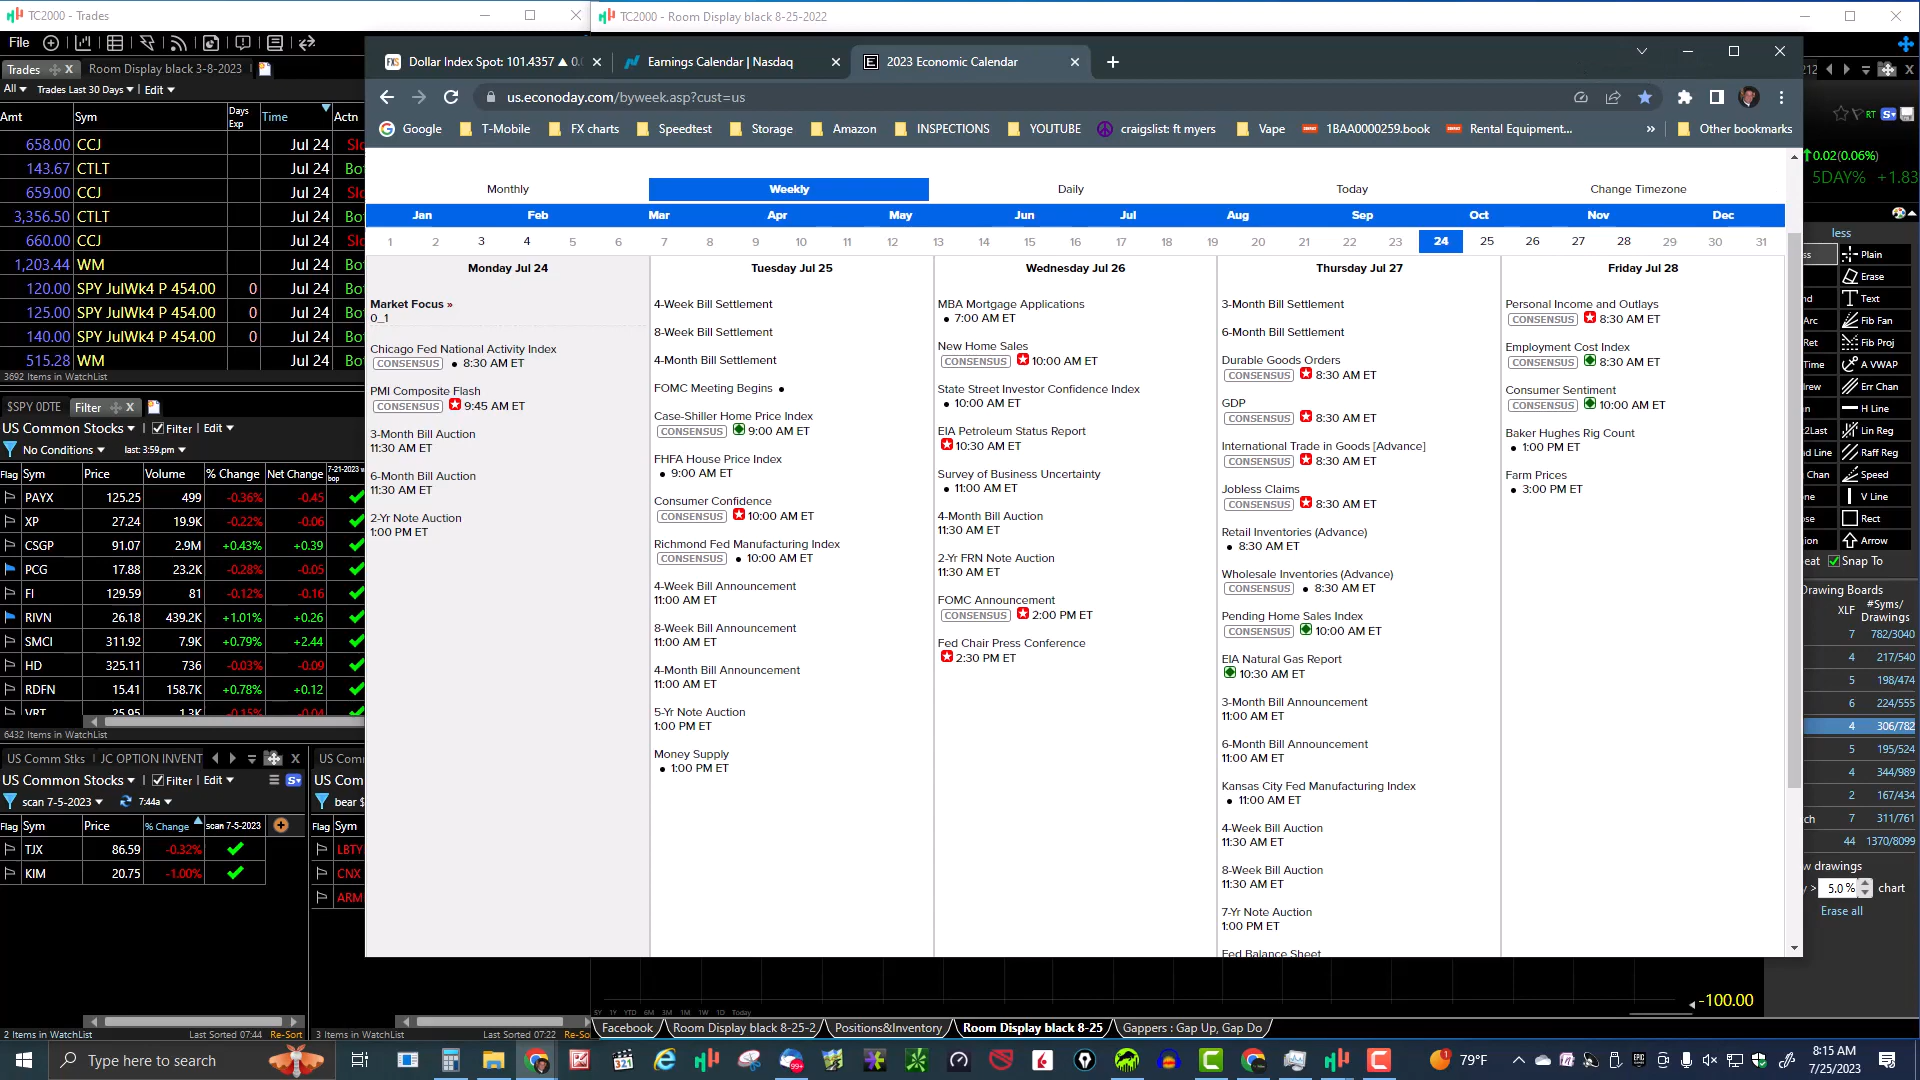 TC2000 - Trades
TC2000 - Room Display black 8-25-2022
File
Trades X Room Display black 3-8-2023
All Trades Last 30 Days Edit
Amt Sym Days Exp Time Actn
658.00 CCJ Jul 24
143.67 CTLT Jul 24
659.00 CCJ Jul 24
3,356.50 CTLT Jul 24
660.00 CCJ Jul 24
1,203.44 WM Jul 24
120.00 SPY JulWk4 P 454.00 0 Jul 24
125.00 SPY JulWk4 P 454.00 0 Jul 24
140.00 SPY JulWk4 P 454.00 0 Jul 24
515.28 WM Jul 24
3692 Items in WatchList
$SPY 0DTE Filter X
US Common Stocks Filter Edit
No Conditions last: 3:59pm
Flag Sym Price Volume % Change Net Change
PAYX 125.25 499 -0.36% -0.45
XP 27.24 19.9K -0.22% -0.06
CSGP 91.07 2.9M +0.43% +0.39
PCG 17.88 23.2K -0.28% -0.05
FI 129.59 81 -0.12% -0.16
RIVN 26.18 439.2K +1.01% +0.26
SMCI 311.92 7.9K +0.79% +2.44
HD 325.11 736 -0.03% -0.09
RDFN 15.41 158.7K +0.78% +0.12
VRT 25.95 1.3K -0.15% -0.04
6432 Items in WatchList
US Comm Stks JC OPTION INVENT
US Common Stocks Filter Edit
scan 7-5-2023 7:44a
Flag Sym Price % Change scan 7-5-2023
TJX 86.59 -0.32%
KIM 20.75 -1.00%
2 Items in WatchList Last Sorted 07:44 Re-Sort
US Com
US Com
bear $
Flag Sym
LBTY
CNX
ARM
3 Items in WatchList Last Sorted 07:22 Re-So
Dollar Index Spot: 101.4357 ▲ 0.
Earnings Calendar | Nasdaq
2023 Economic Calendar
us.econoday.com/byweek.asp?cust=us
Google T-Mobile FX charts Speedtest Storage Amazon INSPECTIONS YOUTUBE craigslist: ft myers Vape 1BAA0000259.book Rental Equipment... » Other bookmarks
Monthly Weekly Daily Today Change Timezone
Jan Feb Mar Apr May Jun Jul Aug Sep Oct Nov Dec
1 2 3 4 5 6 7 8 9 10 11 12 13 14 15 16 17 18 19 20 21 22 23 24 25 26 27 28 29 30 31
Monday Jul 24
Market Focus »
0_1
Chicago Fed National Activity Index
CONSENSUS • 8:30 AM ET
PMI Composite Flash
CONSENSUS 9:45 AM ET
3-Month Bill Auction
11:30 AM ET
6-Month Bill Auction
11:30 AM ET
2-Yr Note Auction
1:00 PM ET
Tuesday Jul 25
4-Week Bill Settlement
8-Week Bill Settlement
4-Month Bill Settlement
FOMC Meeting Begins •
Case-Shiller Home Price Index
CONSENSUS 9:00 AM ET
FHFA House Price Index
• 9:00 AM ET
Consumer Confidence
CONSENSUS 10:00 AM ET
Richmond Fed Manufacturing Index
CONSENSUS • 10:00 AM ET
4-Week Bill Announcement
11:00 AM ET
8-Week Bill Announcement
11:00 AM ET
4-Month Bill Announcement
11:00 AM ET
5-Yr Note Auction
1:00 PM ET
Money Supply
• 1:00 PM ET
Wednesday Jul 26
MBA Mortgage Applications
• 7:00 AM ET
New Home Sales
CONSENSUS 10:00 AM ET
State Street Investor Confidence Index
• 10:00 AM ET
EIA Petroleum Status Report
10:30 AM ET
Survey of Business Uncertainty
• 11:00 AM ET
4-Month Bill Auction
11:30 AM ET
2-Yr FRN Note Auction
11:30 AM ET
FOMC Announcement
CONSENSUS 2:00 PM ET
Fed Chair Press Conference
2:30 PM ET
Thursday Jul 27
3-Month Bill Settlement
6-Month Bill Settlement
Durable Goods Orders
CONSENSUS 8:30 AM ET
GDP
CONSENSUS 8:30 AM ET
International Trade in Goods [Advance]
CONSENSUS 8:30 AM ET
Jobless Claims
CONSENSUS 8:30 AM ET
Retail Inventories (Advance)
• 8:30 AM ET
Wholesale Inventories (Advance)
CONSENSUS • 8:30 AM ET
Pending Home Sales Index
CONSENSUS 10:00 AM ET
EIA Natural Gas Report
10:30 AM ET
3-Month Bill Announcement
11:00 AM ET
6-Month Bill Announcement
11:00 AM ET
Kansas City Fed Manufacturing Index
• 11:00 AM ET
4-Week Bill Auction
11:30 AM ET
8-Week Bill Auction
11:30 AM ET
7-Yr Note Auction
1:00 PM ET
Fed Balance Sheet
Friday Jul 28
Personal Income and Outlays
CONSENSUS 8:30 AM ET
Employment Cost Index
CONSENSUS 8:30 AM ET
Consumer Sentiment
CONSENSUS 10:00 AM ET
Baker Hughes Rig Count
• 1:00 PM ET
Farm Prices
• 3:00 PM ET
RT
0.02(0.06%)
5DAY% +1.83
less
Plain
Erase
Text
Fib Fan
Fib Proj
A VWAP
Err Chan
H Line
Lin Reg
Raff Reg
Speed
V Line
Rect
Arrow
Snap To
Drawing Boards
XLF #Syms/ Drawings
7 782/3040
4 217/540
5 198/474
6 224/555
4 306/782
5 195/524
4 344/989
2 167/434
7 311/761
44 1370/8099
w drawings
> 5.0 % chart
Erase all
-100.00
Facebook Room Display black 8-25-2 Positions&Inventory Room Display black 8-25 Gappers : Gap Up, Gap Do
Type here to search
79°F
8:15 AM
7/25/2023